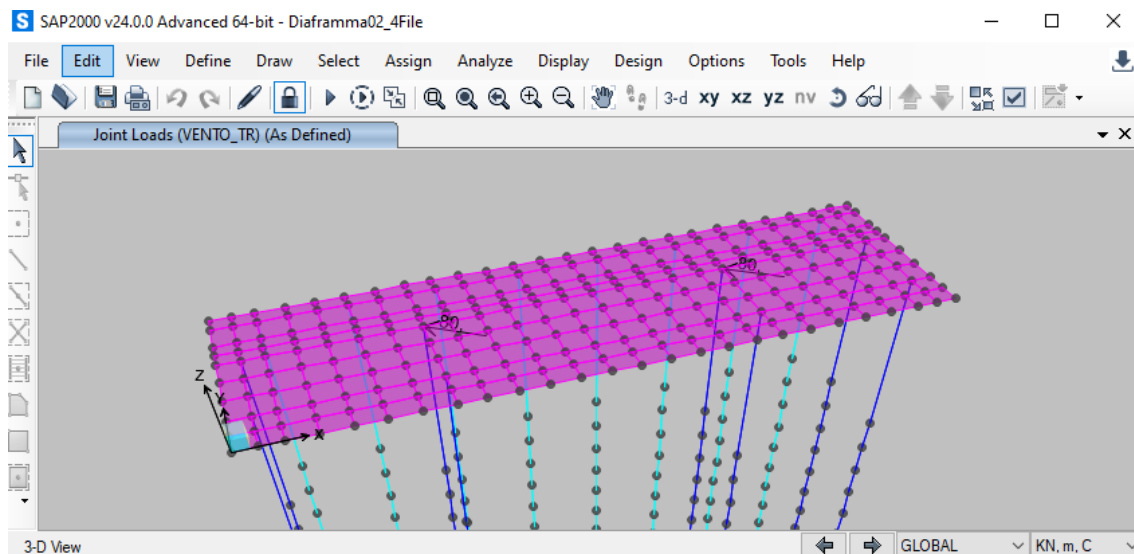 SAP2000 v24.0.0 Advanced 64-bit - Diaframma02_4File
File Edit View Define Draw Select Assign Analyze Display Design Options Tools Help
3-d xy xz yz nv
Joint Loads (VENTO_TR) (As Defined)
-80,
-80,
Z
Y
X
3-D View GLOBAL KN, m, C